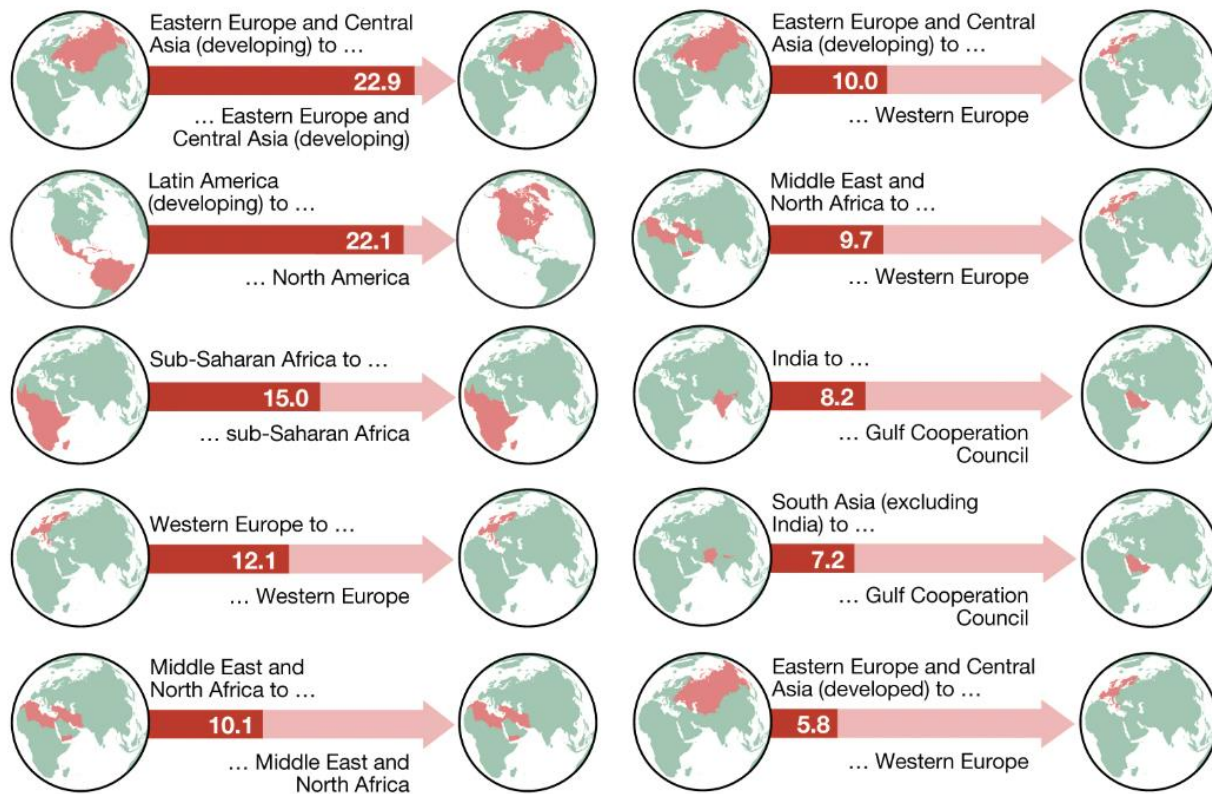 Eastern Europe and Central
Asia (developing) to …
22.9
… Eastern Europe and
Central Asia (developing)
Latin America
(developing) to …
22.1
… North America
Sub-Saharan Africa to …
15.0
… sub-Saharan Africa
Western Europe to …
12.1
… Western Europe
Middle East and
North Africa to …
10.1
… Middle East and
North Africa
Eastern Europe and Central
Asia (developing) to …
10.0
… Western Europe
Middle East and
North Africa to …
9.7
… Western Europe
India to …
8.2
… Gulf Cooperation
Council
South Asia (excluding
India) to …
7.2
… Gulf Cooperation
Council
Eastern Europe and Central
Asia (developed) to …
5.8
… Western Europe